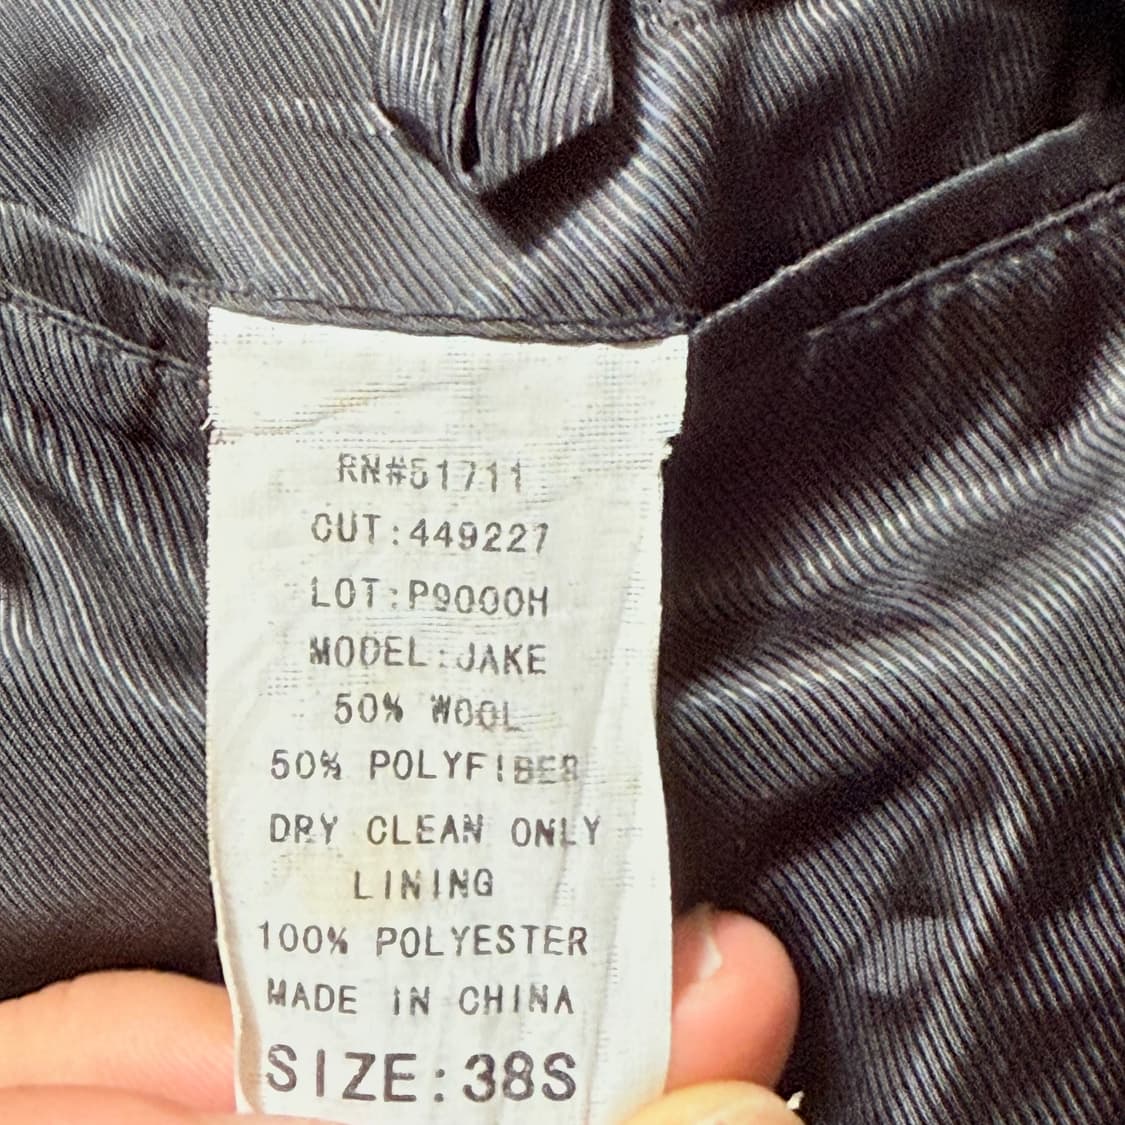 RN#51711
CUT:449227
LOT:P9000H
MODEL:JAKE
50% WOOL
50% POLYFIBER
DRY CLEAN ONLY
LINING
100% POLYESTER
MADE IN CHINA
SIZE:38S